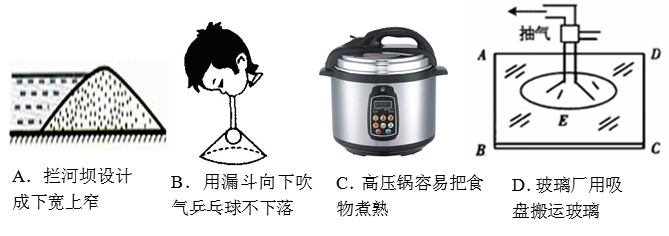 抽气
A
D
E
B
C
A．拦河坝设计
成下宽上窄
B．用漏斗向下吹
气乒乓球不下落
C．高压锅容易把食
物煮熟
D.玻璃厂用吸
盘搬运玻璃